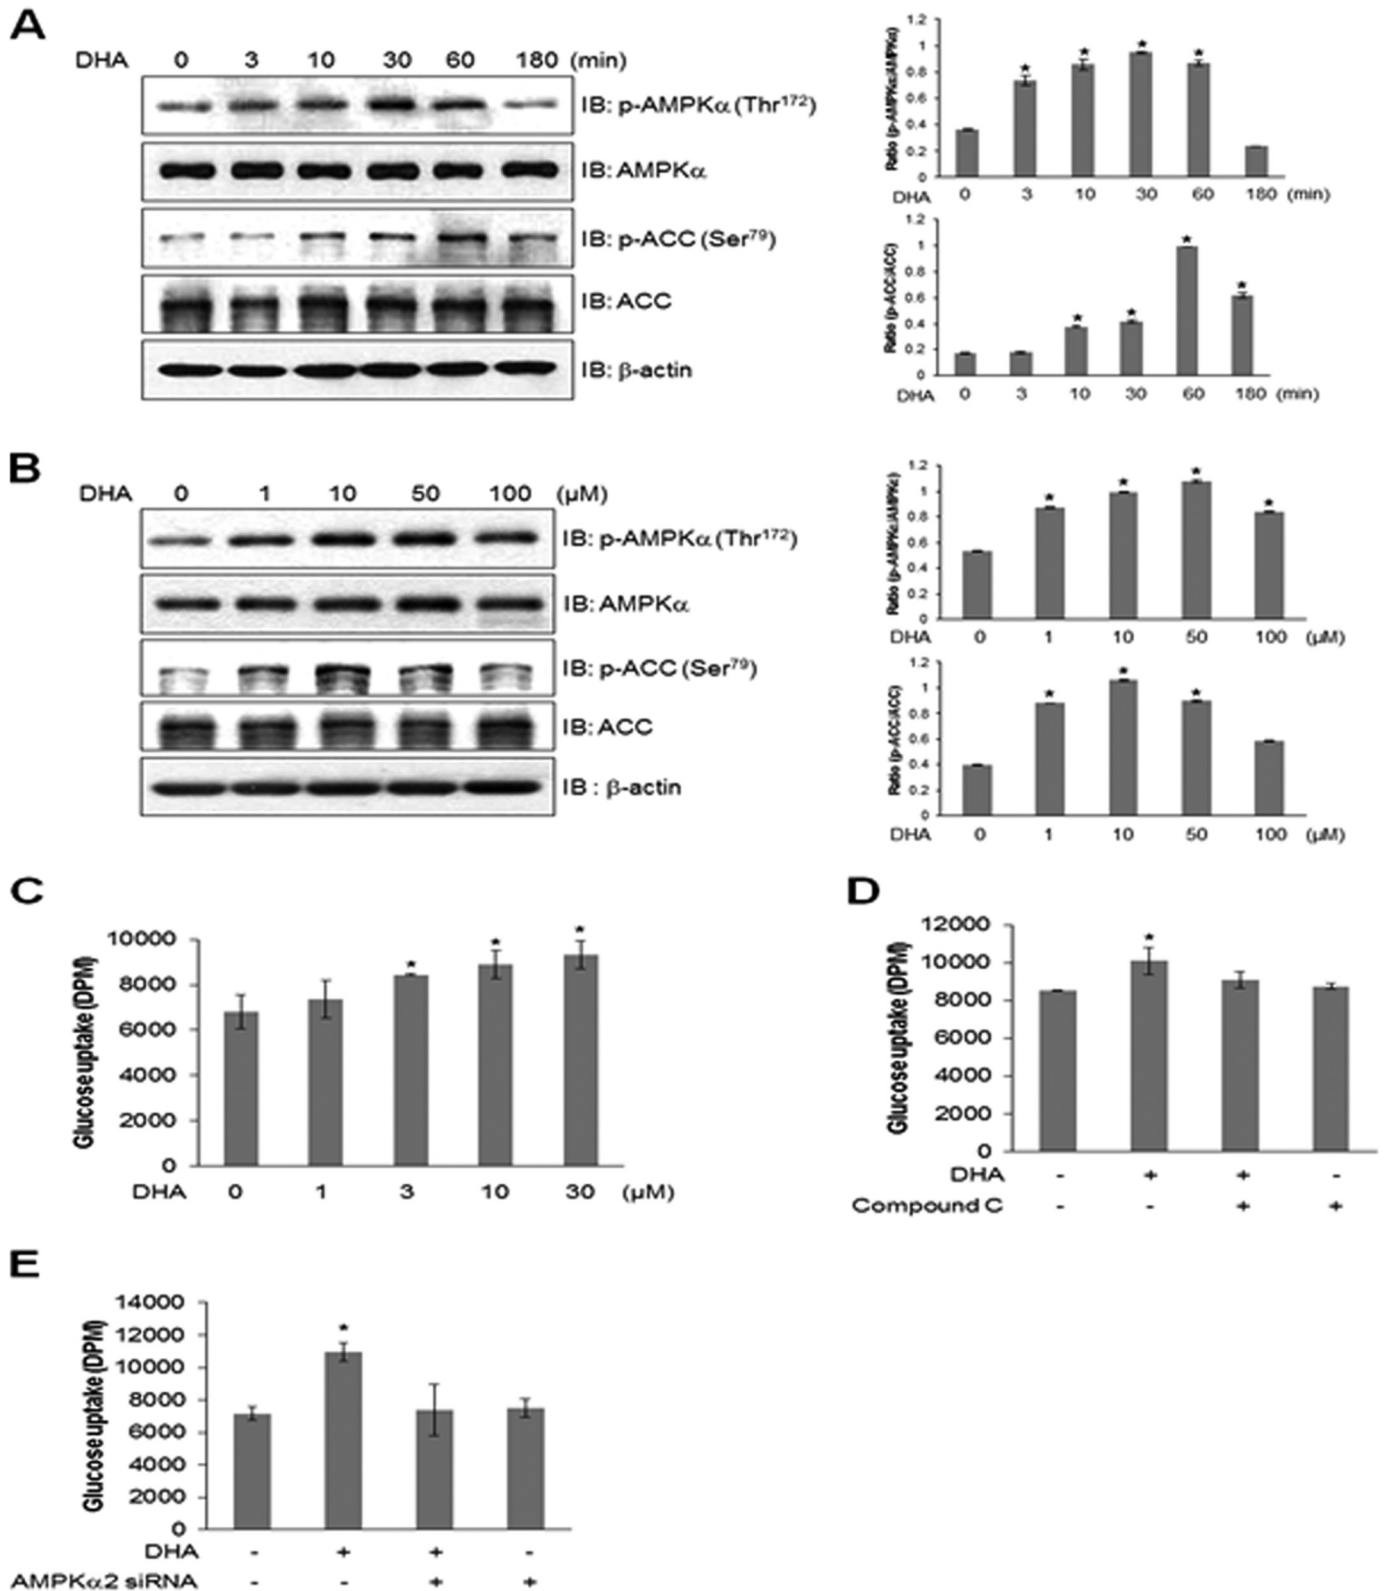 A
DHA 0 3 10 30 60 180 (min)
IB: p-AMPKα (Thr172)
IB: AMPKα
IB: p-ACC (Ser79)
IB: ACC
IB: β-actin
Ratio (p-AMPKα/AMPKα)
1.2
1
0.8
0.6
0.4
0.2
0
* * * *
DHA 0 3 10 30 60 180 (min)
Ratio (p-ACC/ACC)
1.2
1
0.8
0.6
0.4
0.2
0
* * * *
DHA 0 3 10 30 60 180 (min)
B
DHA 0 1 10 50 100 (μM)
IB: p-AMPKα (Thr172)
IB: AMPKα
IB: p-ACC (Ser79)
IB: ACC
IB : β-actin
Ratio (p-AMPKα/AMPKα)
1.2
1
0.8
0.6
0.4
0.2
0
* * * *
DHA 0 1 10 50 100 (μM)
Ratio (p-ACC/ACC)
1.2
1
0.8
0.6
0.4
0.2
0
* * *
DHA 0 1 10 50 100 (μM)
C
Glucose uptake (DPM)
10000
8000
6000
4000
2000
0
* * *
DHA 0 1 3 10 30 (μM)
D
Glucose uptake (DPM)
12000
10000
8000
6000
4000
2000
0
*
DHA - + + -
Compound C - - + +
E
Glucose uptake (DPM)
14000
12000
10000
8000
6000
4000
2000
0
*
DHA - + + -
AMPKα2 siRNA - - + +